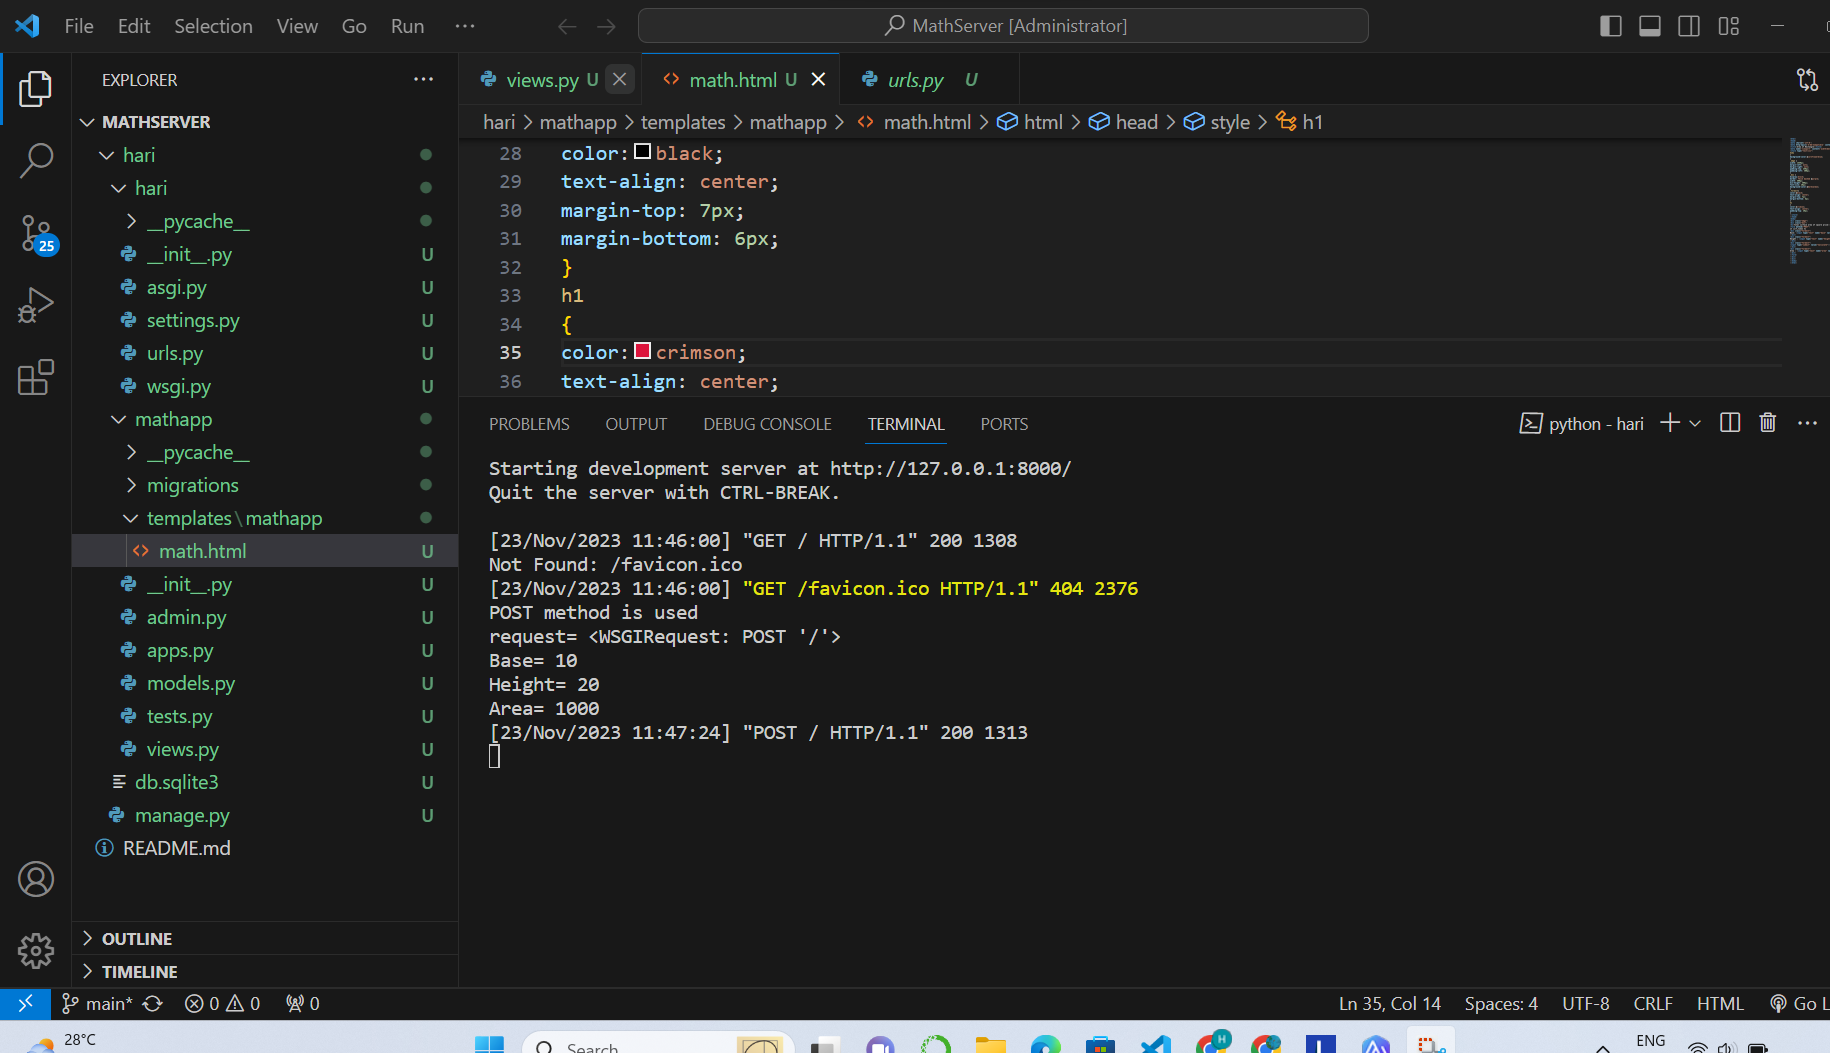 File Edit Selection View Go Run ···
MathServer [Administrator]
EXPLORER
MATHSERVER
hari
hari
__pycache__
__init__.py U
asgi.py U
settings.py U
urls.py U
wsgi.py U
mathapp
__pycache__
migrations
templates\mathapp
math.html U
__init__.py U
admin.py U
apps.py U
models.py U
tests.py U
views.py U
db.sqlite3 U
manage.py U
README.md
OUTLINE
TIMELINE
25
views.py U
math.html U
urls.py U
hari > mathapp > templates > mathapp > math.html > html > head > style > h1
28 color: black;
29 text-align: center;
30 margin-top: 7px;
31 margin-bottom: 6px;
32 }
33 h1
34 {
35 color: crimson;
36 text-align: center;
PROBLEMS OUTPUT DEBUG CONSOLE TERMINAL PORTS
python - hari
Starting development server at http://127.0.0.1:8000/
Quit the server with CTRL-BREAK.
[23/Nov/2023 11:46:00] "GET / HTTP/1.1" 200 1308
Not Found: /favicon.ico
[23/Nov/2023 11:46:00] "GET /favicon.ico HTTP/1.1" 404 2376
POST method is used
request= <WSGIRequest: POST '/'>
Base= 10
Height= 20
Area= 1000
[23/Nov/2023 11:47:24] "POST / HTTP/1.1" 200 1313
main* 0 0 0
Ln 35, Col 14 Spaces: 4 UTF-8 CRLF HTML Go L
28°C
Search
H
ENG